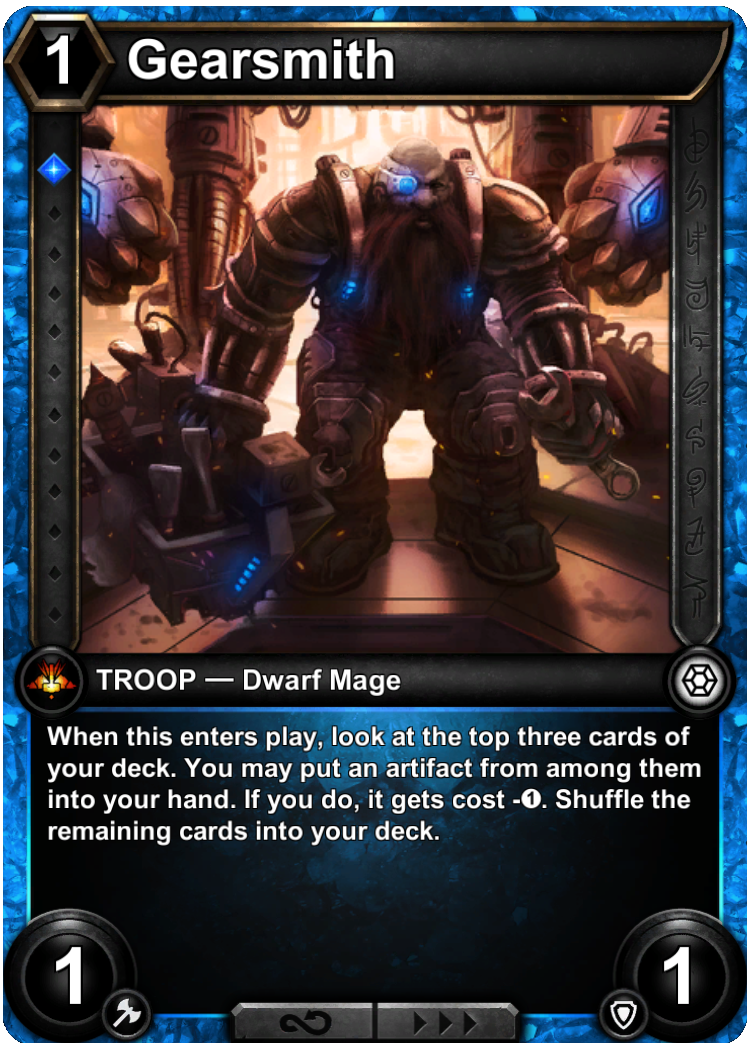 1 Gearsmith
TROOP — Dwarf Mage
When this enters play, look at the top three cards of
your deck. You may put an artifact from among them
into your hand. If you do, it gets cost -❶. Shuffle the
remaining cards into your deck.
1 1